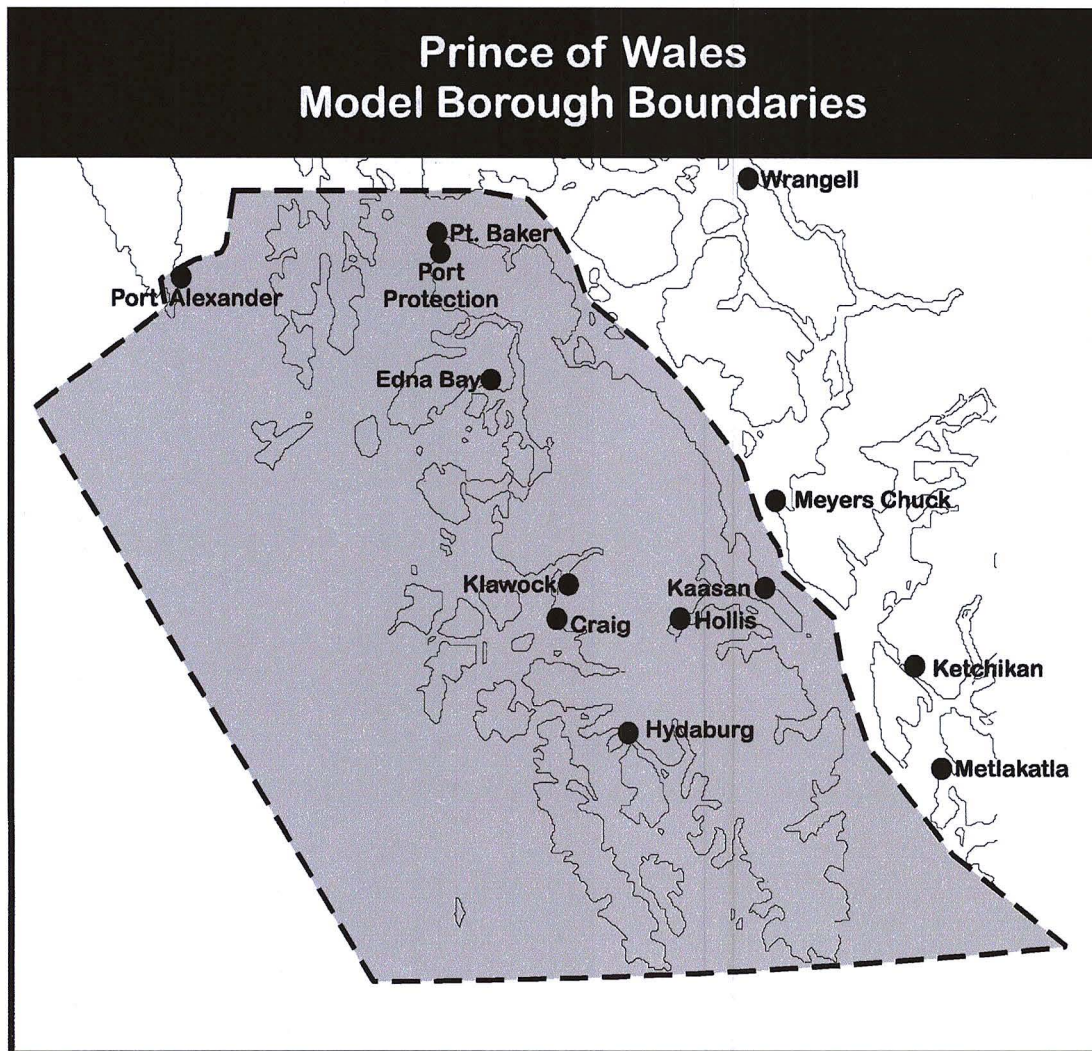 Prince of Wales
Model Borough Boundaries
Wrangell
Pt. Baker
Port
Protection
Port Alexander
Edna Bay
Meyers Chuck
Klawock
Kaasan
Craig
Hollis
Ketchikan
Hydaburg
Metlakatla